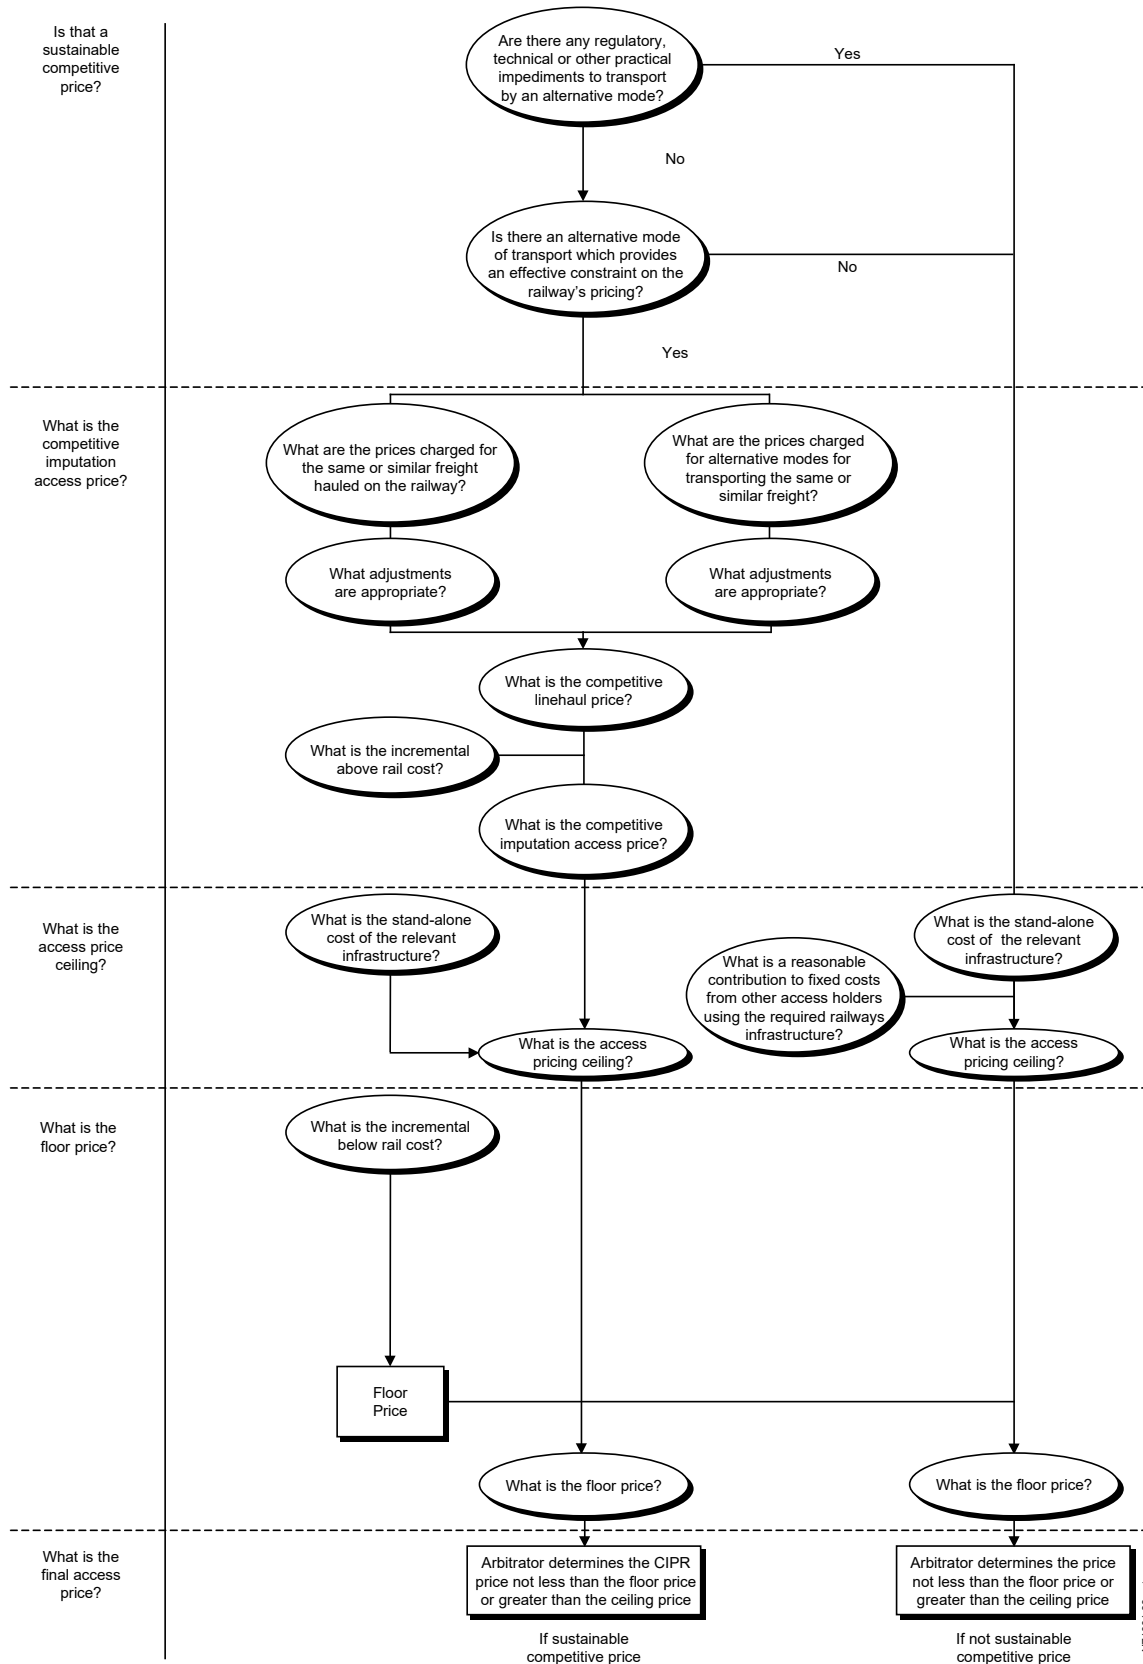 Is that a
sustainable
competitive
price?
Are there any regulatory,
technical or other practical
impediments to transport
by an alternative mode?
Yes
No
Is there an alternative mode
of transport which provides
an effective constraint on the
railway's pricing?
No
Yes
What is the
competitive
imputation
access price?
What are the prices charged for
the same or similar freight
hauled on the railway?
What are the prices charged
for alternative modes for
transporting the same or
similar freight?
What adjustments
are appropriate?
What adjustments
are appropriate?
What is the competitive
linehaul price?
What is the incremental
above rail cost?
What is the competitive
imputation access price?
What is the
access price
ceiling?
What is the stand-alone
cost of the relevant
infrastructure?
What is a reasonable
contribution to fixed costs
from other access holders
using the required railways
infrastructure?
What is the stand-alone
cost of the relevant
infrastructure?
What is the access
pricing ceiling?
What is the access
pricing ceiling?
What is the
floor price?
What is the incremental
below rail cost?
Floor
Price
What is the floor price?
What is the floor price?
What is the
final access
price?
Arbitrator determines the CIPR
price not less than the floor price
or greater than the ceiling price
Arbitrator determines the price
not less than the floor price or
greater than the ceiling price
If sustainable
competitive price
If not sustainable
competitive price